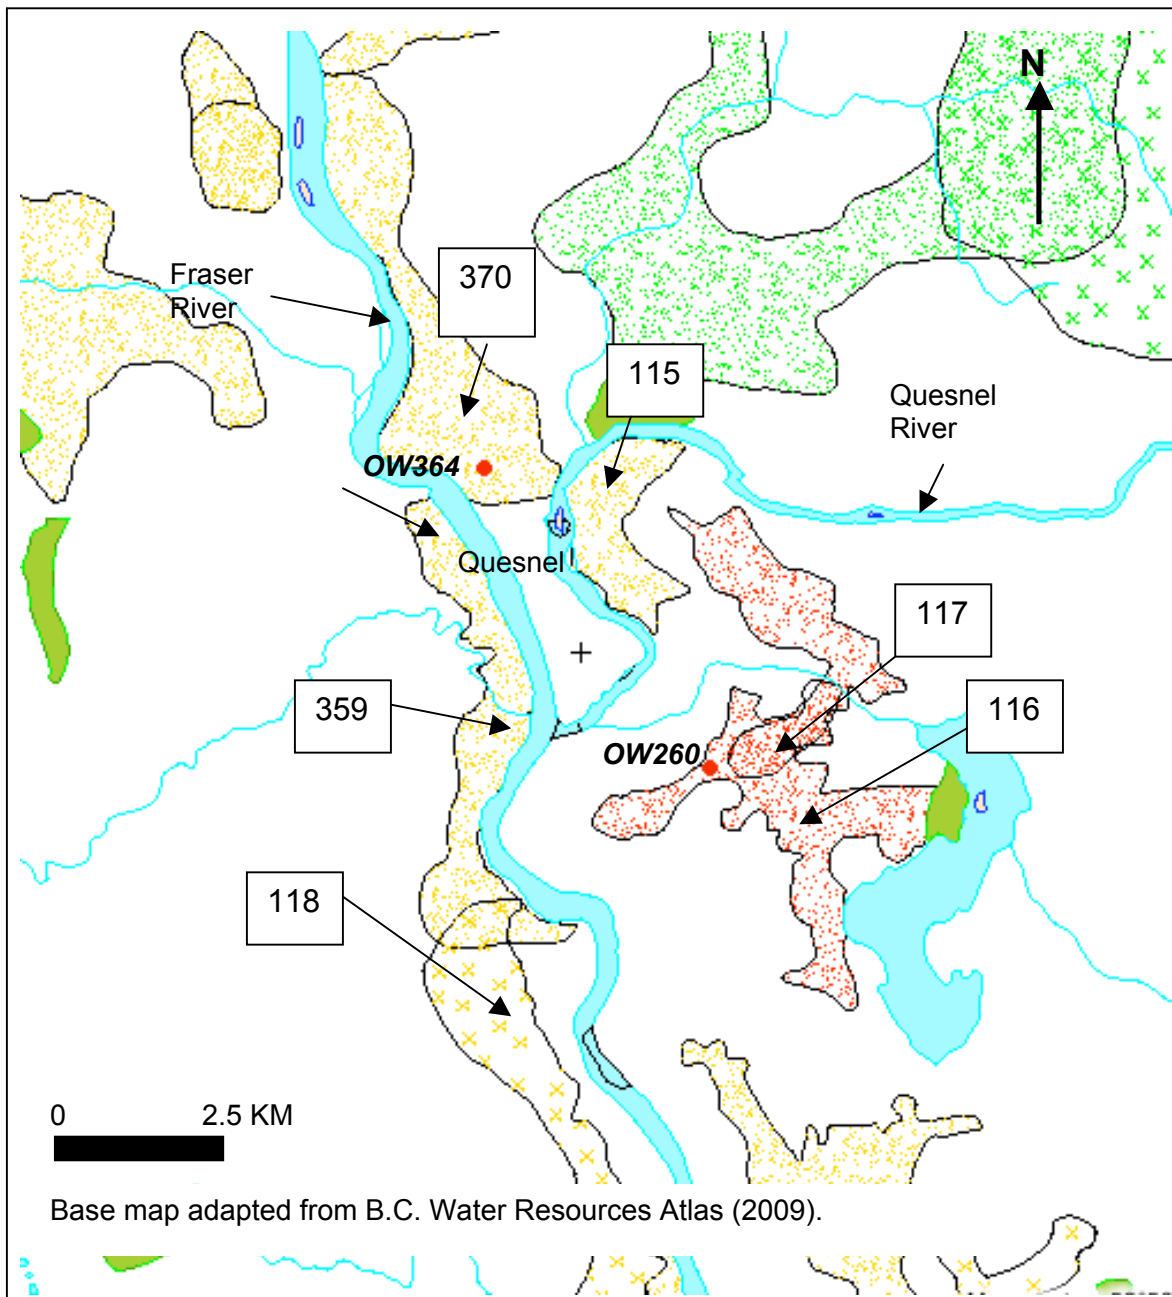 N
Fraser
River
370
115
Quesnel
River
OW364
Quesnel
117
359
116
OW260
118
0 2.5 KM
Base map adapted from B.C. Water Resources Atlas (2009).